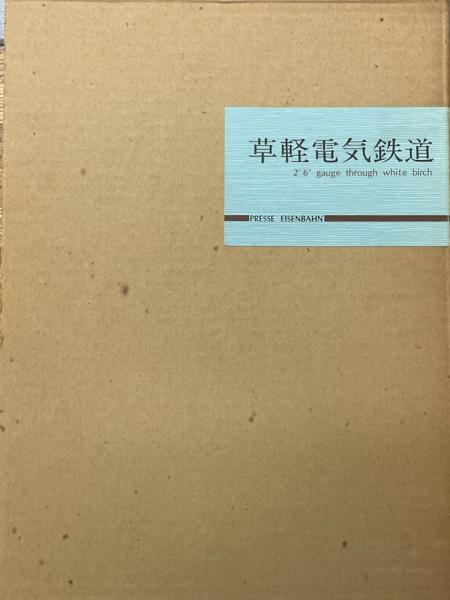 草軽電気鉄道
2'6" gauge through white birch
PRESSE EISENBAHN